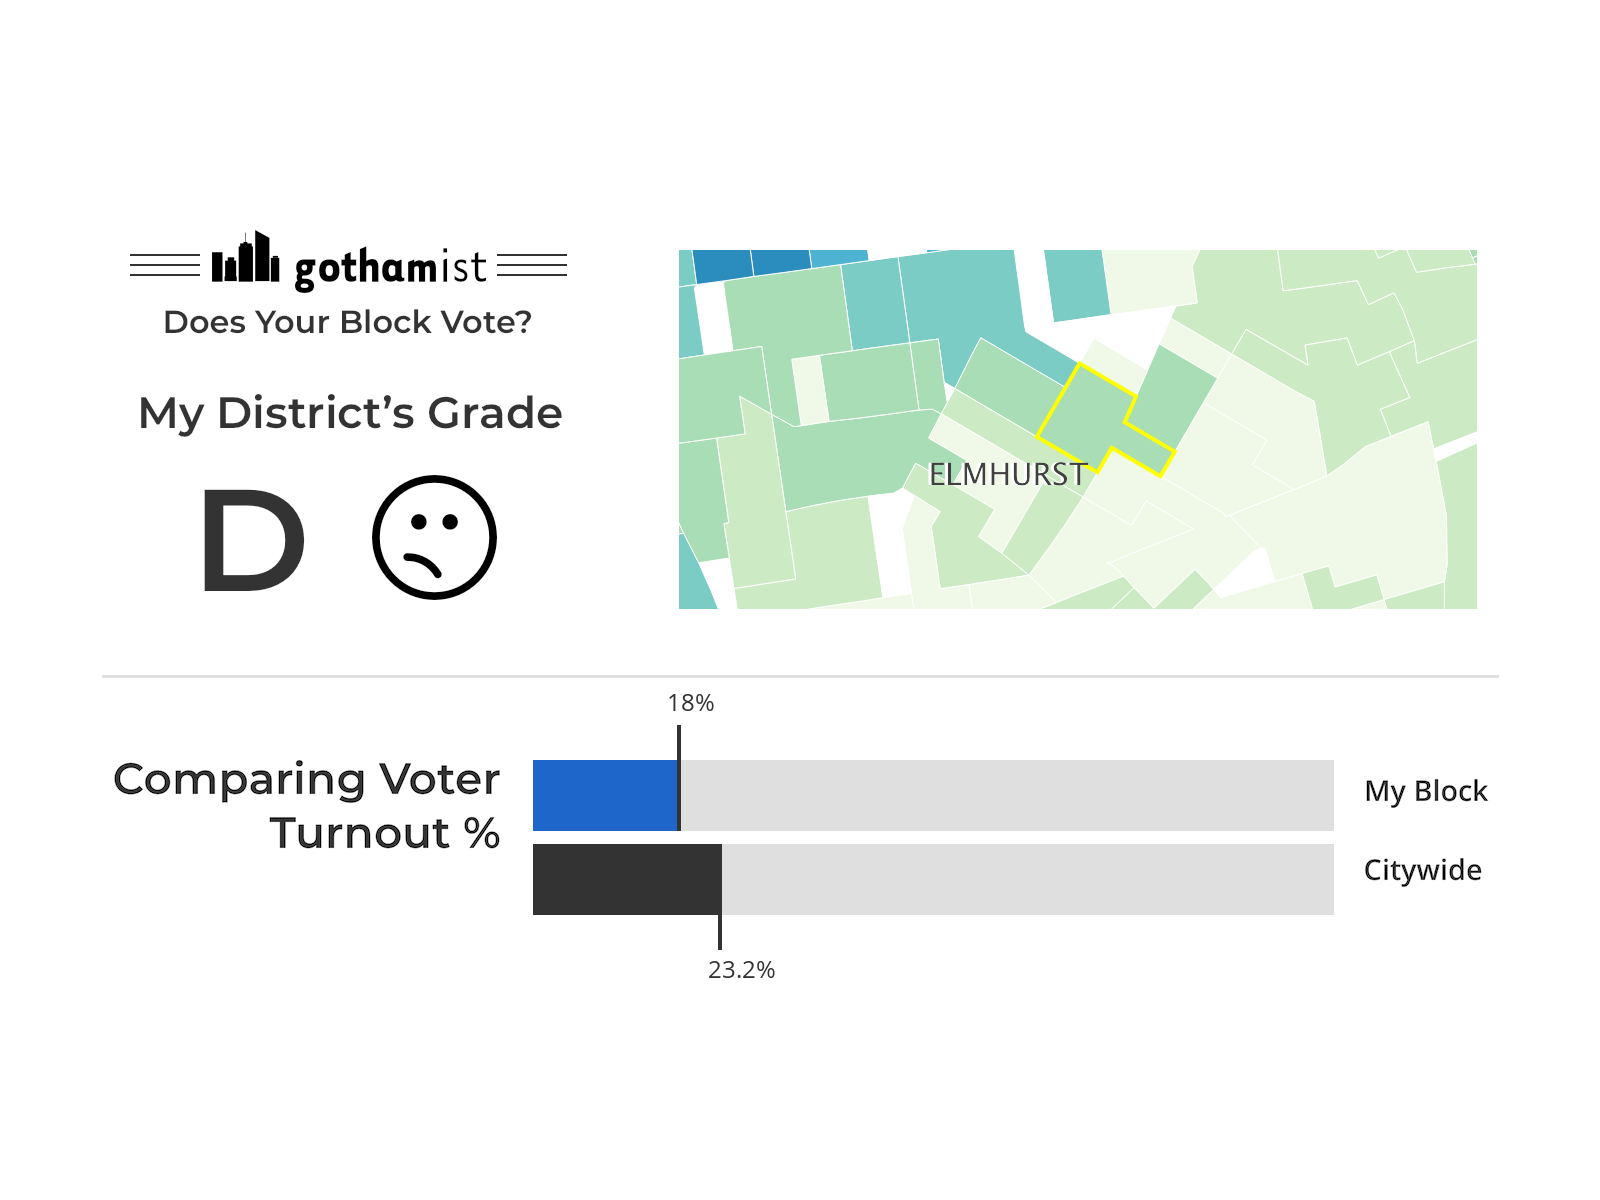 gothamist
Does Your Block Vote?
My District's Grade
D
ELMHURST
18%
Comparing Voter
Turnout %
My Block
Citywide
23.2%